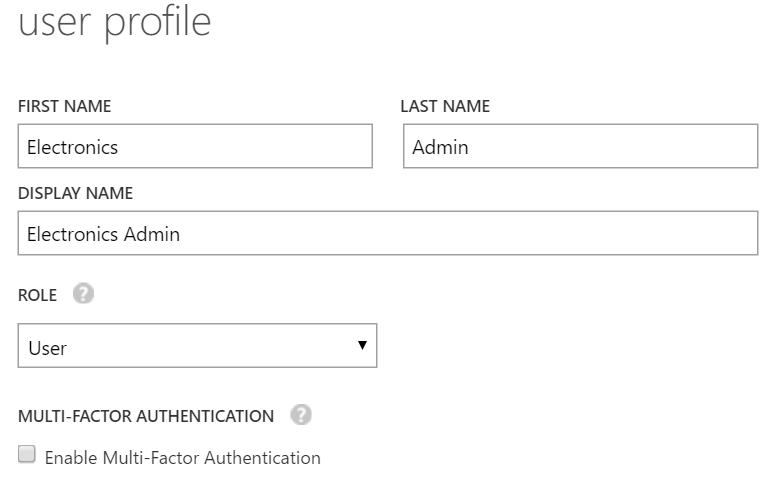 user profile
FIRST NAME
LAST NAME
Electronics
Admin
DISPLAY NAME
Electronics Admin
ROLE ?
User
MULTI-FACTOR AUTHENTICATION ?
Enable Multi-Factor Authentication